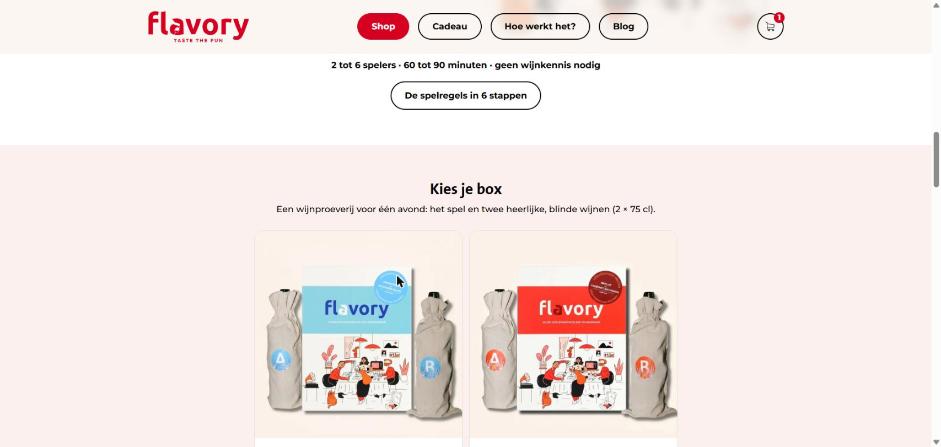 flavory
TASTE THE FUN
Shop
Cadeau
Hoe werkt het?
Blog
1
2 tot 6 spelers · 60 tot 90 minuten · geen wijnkennis nodig
De spelregels in 6 stappen
Kies je box
Een wijnproeverij voor één avond: het spel en twee heerlijke, blinde wijnen (2 × 75 cl).
flavory
A
B
flavory
A
B